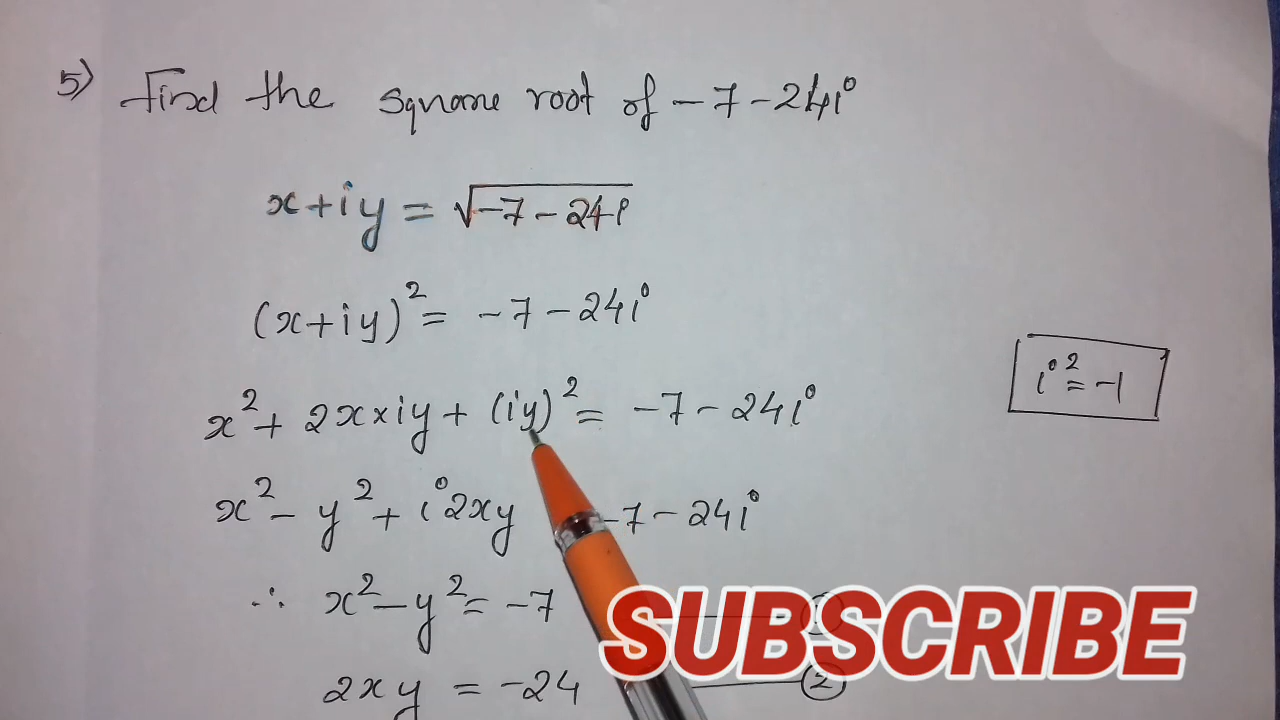 5) Find the square root of -7-24i
x+iy = √-7-24i
(x+iy)² = -7-24i
x² + 2x×iy + (iy)² = -7-24i
i² = -1
x² - y² + i2xy -7-24i
∴ x² - y² = -7
2xy = -24 2
SUBSCRIBE